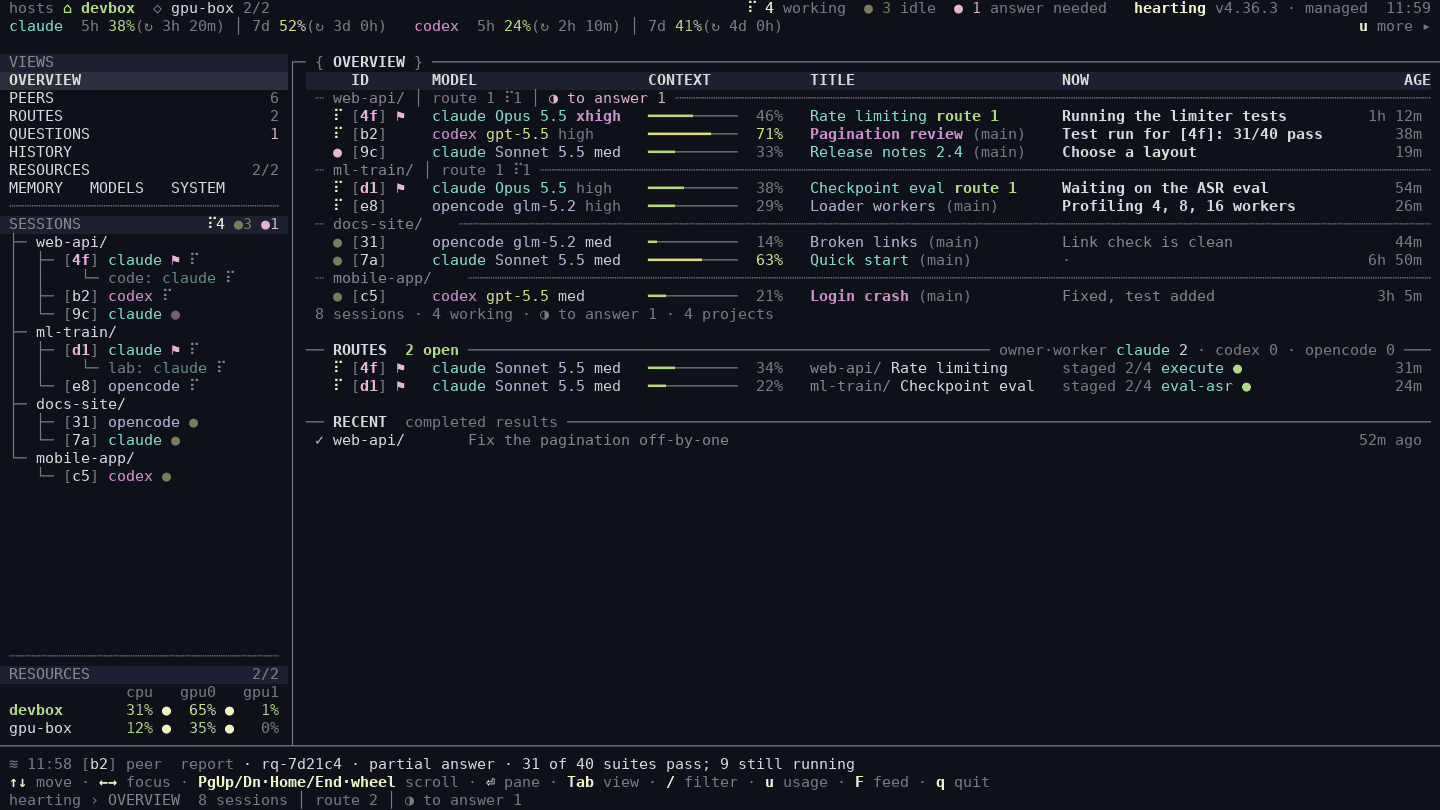 hosts ⌂ devbox ◇ gpu-box 2/2 ⠏ 4 working ● 3 idle ● 1 answer needed hearting v4.36.3 · managed 11:59
claude 5h 38%(↻ 3h 20m) │ 7d 52%(↻ 3d 0h) codex 5h 24%(↻ 2h 10m) │ 7d 41%(↻ 4d 0h) u more ▸
VIEWS
OVERVIEW
PEERS 6
ROUTES 2
QUESTIONS 1
HISTORY
RESOURCES 2/2
MEMORY MODELS SYSTEM
SESSIONS ⠏4 ●3 ●1
├─ web-api/
│ ├─ [4f] claude ⚑ ⠏
│ │ └─ code: claude ⠏
│ ├─ [b2] codex ⠏
│ └─ [9c] claude ●
├─ ml-train/
│ ├─ [d1] claude ⚑ ⠏
│ │ └─ lab: claude ⠏
│ └─ [e8] opencode ⠏
├─ docs-site/
│ ├─ [31] opencode ●
│ └─ [7a] claude ●
└─ mobile-app/
└─ [c5] codex ●
RESOURCES 2/2
cpu gpu0 gpu1
devbox 31% ● 65% ● 1%
gpu-box 12% ● 35% ● 0%
{ OVERVIEW }
ID MODEL CONTEXT TITLE NOW AGE
web-api/ │ route 1 ⠏1 │ ◑ to answer 1
⠏ [4f] ⚑ claude Opus 5.5 xhigh 46% Rate limiting route 1 Running the limiter tests 1h 12m
⠏ [b2] codex gpt-5.5 high 71% Pagination review (main) Test run for [4f]: 31/40 pass 38m
● [9c] claude Sonnet 5.5 med 33% Release notes 2.4 (main) Choose a layout 19m
ml-train/ │ route 1 ⠏1
⠏ [d1] ⚑ claude Opus 5.5 high 38% Checkpoint eval route 1 Waiting on the ASR eval 54m
⠏ [e8] opencode glm-5.2 high 29% Loader workers (main) Profiling 4, 8, 16 workers 26m
docs-site/
● [31] opencode glm-5.2 med 14% Broken links (main) Link check is clean 44m
● [7a] claude Sonnet 5.5 med 63% Quick start (main) · 6h 50m
mobile-app/
● [c5] codex gpt-5.5 med 21% Login crash (main) Fixed, test added 3h 5m
8 sessions · 4 working · ◑ to answer 1 · 4 projects
ROUTES 2 open owner·worker claude 2 · codex 0 · opencode 0
⠏ [4f] ⚑ claude Sonnet 5.5 med 34% web-api/ Rate limiting staged 2/4 execute ● 31m
⠏ [d1] ⚑ claude Sonnet 5.5 med 22% ml-train/ Checkpoint eval staged 2/4 eval-asr ● 24m
RECENT completed results
✓ web-api/ Fix the pagination off-by-one 52m ago
≋ 11:58 [b2] peer report · rq-7d21c4 · partial answer · 31 of 40 suites pass; 9 still running
↑↓ move · ←→ focus · PgUp/Dn·Home/End·wheel scroll · ⏎ pane · Tab view · / filter · u usage · F feed · q quit
hearting › OVERVIEW 8 sessions │ route 2 │ ◑ to answer 1